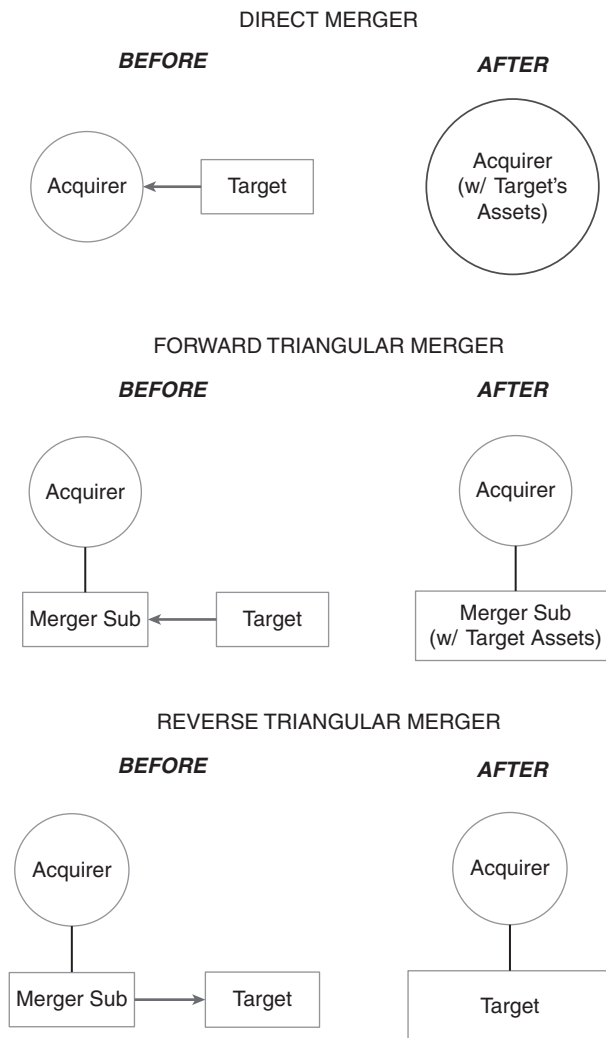 DIRECT MERGER
BEFORE
AFTER
Acquirer
Target
Acquirer
(w/ Target's
Assets)
FORWARD TRIANGULAR MERGER
BEFORE
AFTER
Acquirer
Acquirer
Merger Sub
Target
Merger Sub
(w/ Target Assets)
REVERSE TRIANGULAR MERGER
BEFORE
AFTER
Acquirer
Acquirer
Merger Sub
Target
Target